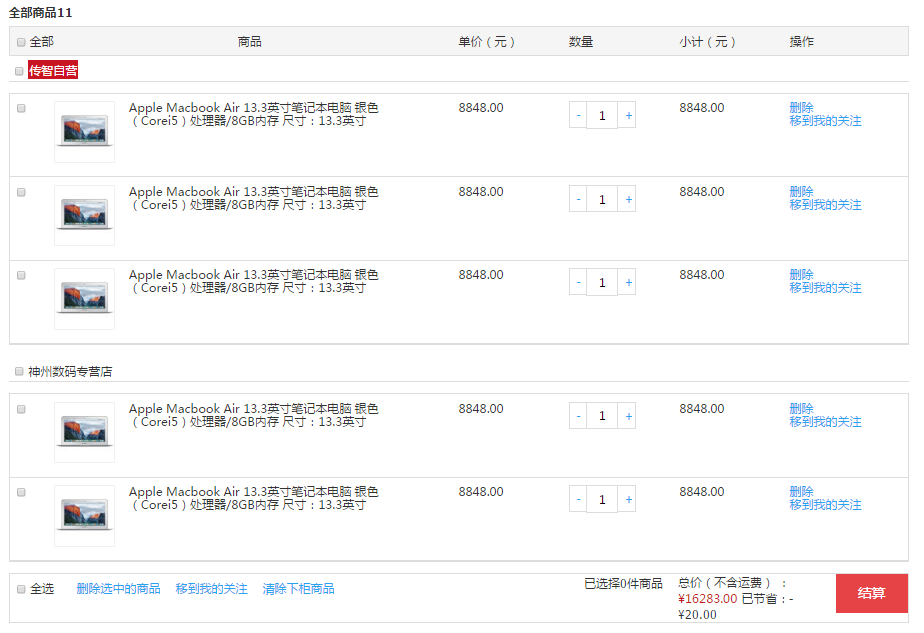 全部商品11
全部 商品 单价（元） 数量 小计（元） 操作
传智自营
Apple Macbook Air 13.3英寸笔记本电脑 银色 8848.00 - 1 + 8848.00 删除
（Corei5）处理器/8GB内存 尺寸：13.3英寸 移到我的关注
Apple Macbook Air 13.3英寸笔记本电脑 银色 8848.00 - 1 + 8848.00 删除
（Corei5）处理器/8GB内存 尺寸：13.3英寸 移到我的关注
Apple Macbook Air 13.3英寸笔记本电脑 银色 8848.00 - 1 + 8848.00 删除
（Corei5）处理器/8GB内存 尺寸：13.3英寸 移到我的关注
神州数码专营店
Apple Macbook Air 13.3英寸笔记本电脑 银色 8848.00 - 1 + 8848.00 删除
（Corei5）处理器/8GB内存 尺寸：13.3英寸 移到我的关注
Apple Macbook Air 13.3英寸笔记本电脑 银色 8848.00 - 1 + 8848.00 删除
（Corei5）处理器/8GB内存 尺寸：13.3英寸 移到我的关注
全选 删除选中的商品 移到我的关注 清除下柜商品 已选择0件商品 总价（不含运费）：
¥16283.00 已节省：-
¥20.00
结算